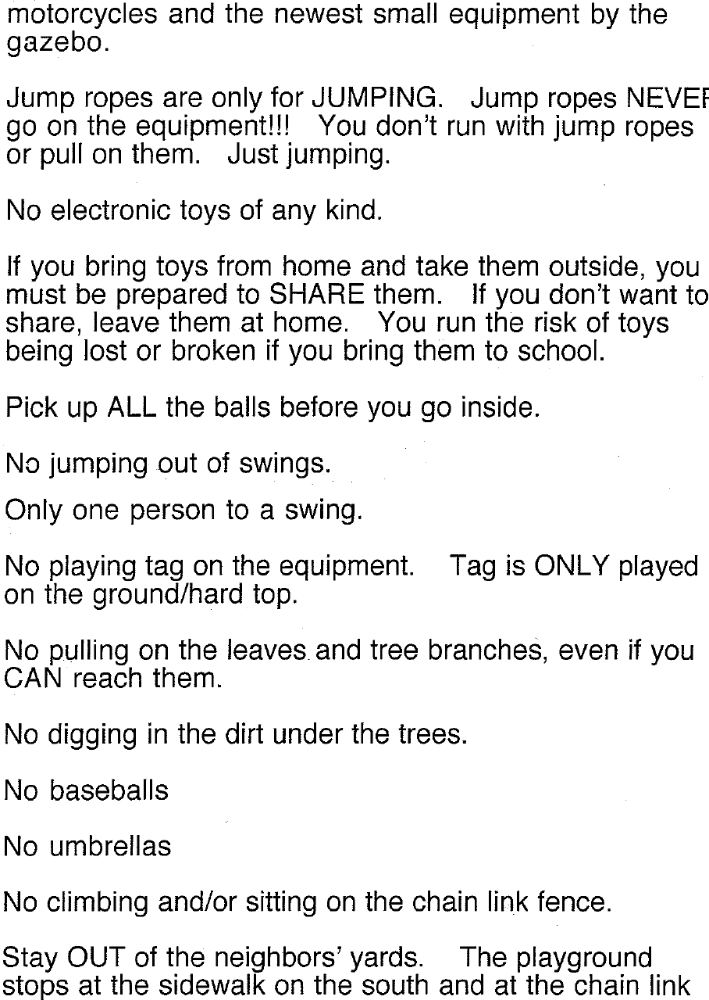 motorcycles and the newest small equipment by the
gazebo.
Jump ropes are only for JUMPING. Jump ropes NEVER
go on the equipment!!! You don't run with jump ropes
or pull on them. Just jumping.
No electronic toys of any kind.
If you bring toys from home and take them outside, you
must be prepared to SHARE them. If you don't want to
share, leave them at home. You run the risk of toys
being lost or broken if you bring them to school.
Pick up ALL the balls before you go inside.
No jumping out of swings.
Only one person to a swing.
No playing tag on the equipment. Tag is ONLY played
on the ground/hard top.
No pulling on the leaves and tree branches, even if you
CAN reach them.
No digging in the dirt under the trees.
No baseballs
No umbrellas
No climbing and/or sitting on the chain link fence.
Stay OUT of the neighbors' yards. The playground
stops at the sidewalk on the south and at the chain link